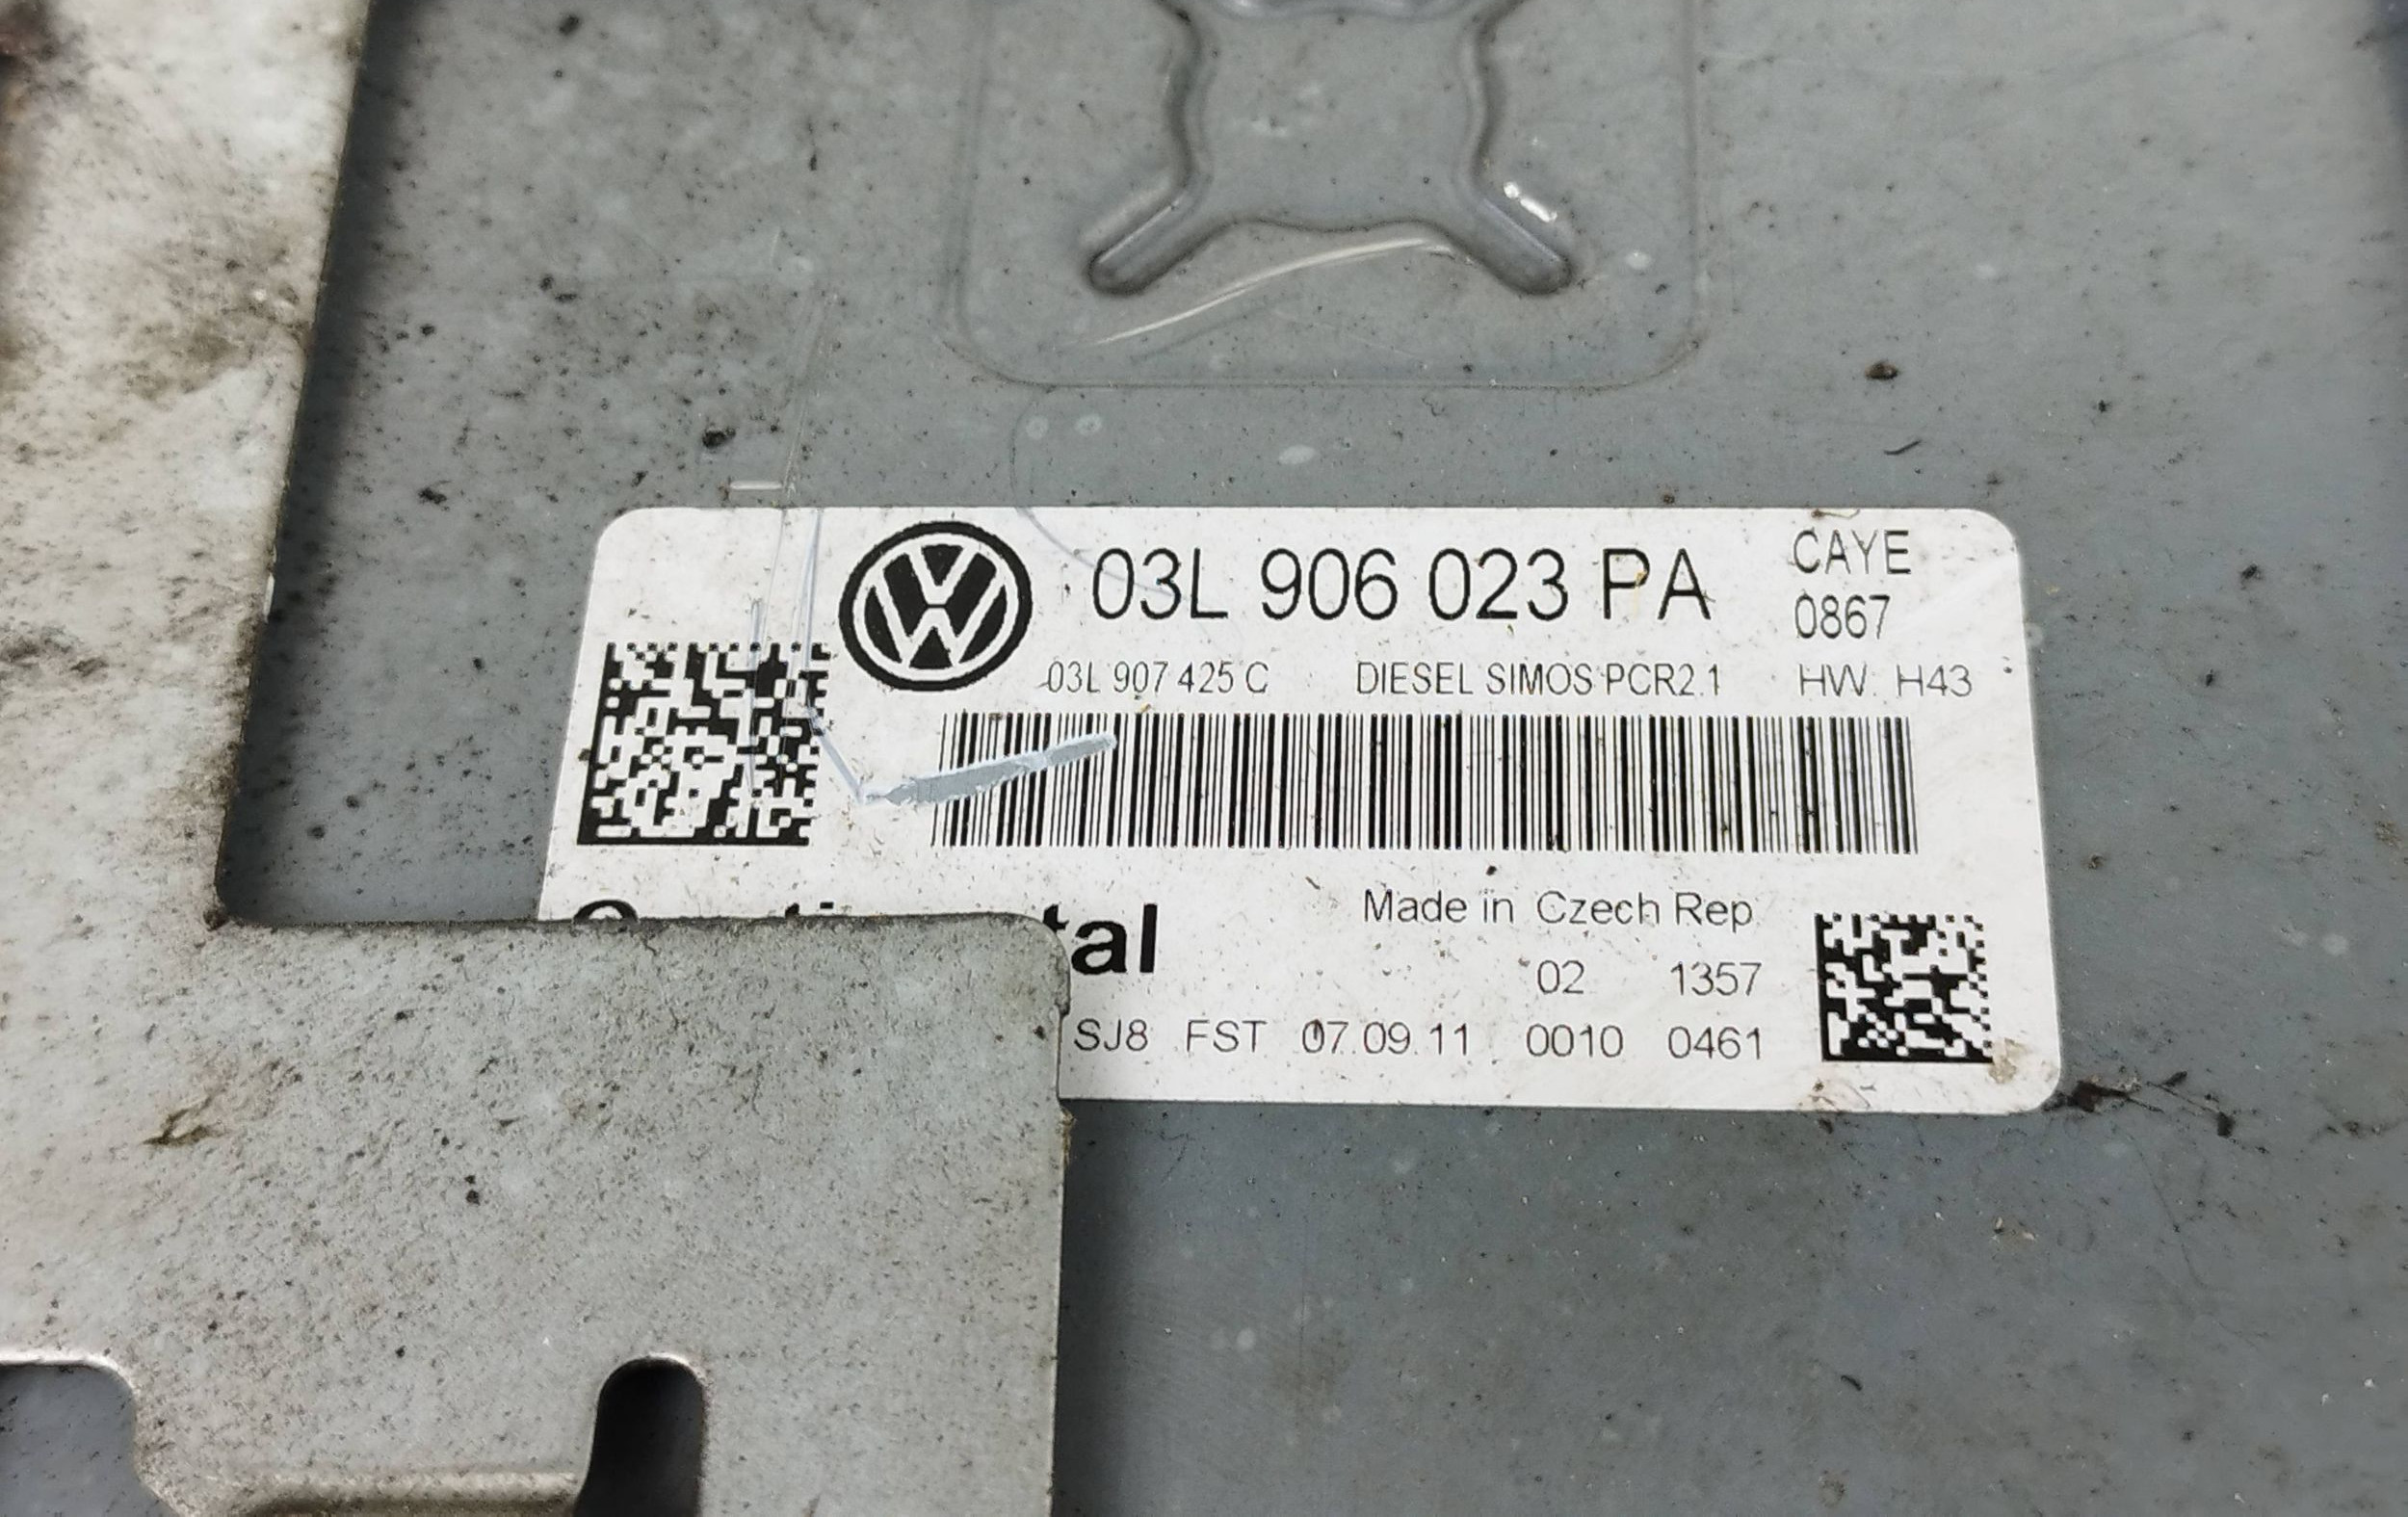 03L 906 023 PA
CAYE
0867
03L 907 425 C DIESEL SIMOS PCR2.1 HW. H43
Made in Czech Rep
02 1357
SJ8 FST 07.09.11 0010 0461